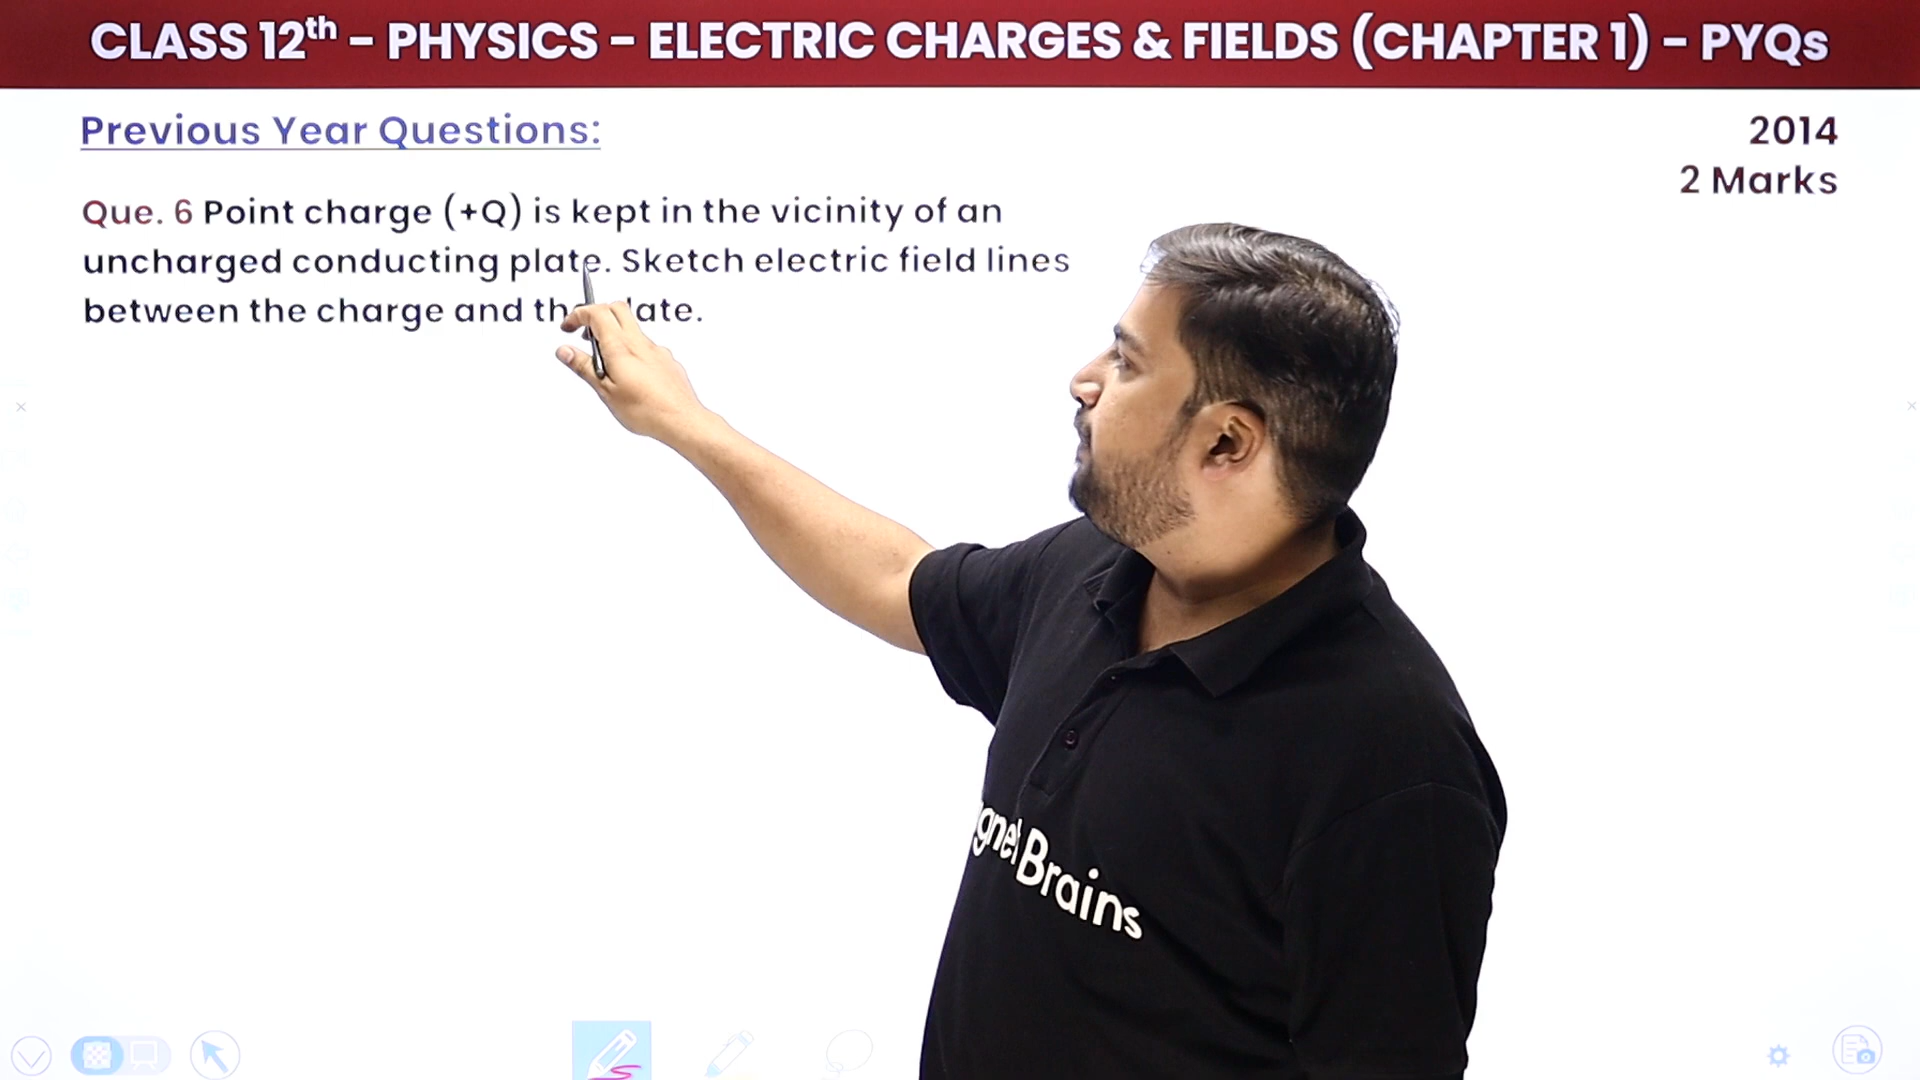 CLASS 12th - PHYSICS - ELECTRIC CHARGES & FIELDS (CHAPTER 1) - PYQs
Previous Year Questions:
2014
2 Marks
Que. 6 Point charge (+Q) is kept in the vicinity of an
uncharged conducting plate. Sketch electric field lines
between the charge and the plate.
Brains